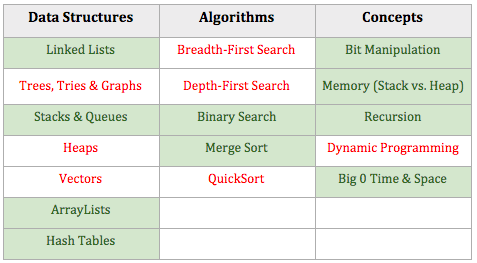 Data Structures Algorithms Concepts
Linked Lists Breadth-First Search Bit Manipulation
Trees, Tries & Graphs Depth-First Search Memory (Stack vs. Heap)
Stacks & Queues Binary Search Recursion
Heaps Merge Sort Dynamic Programming
Vectors QuickSort Big 0 Time & Space
ArrayLists
Hash Tables